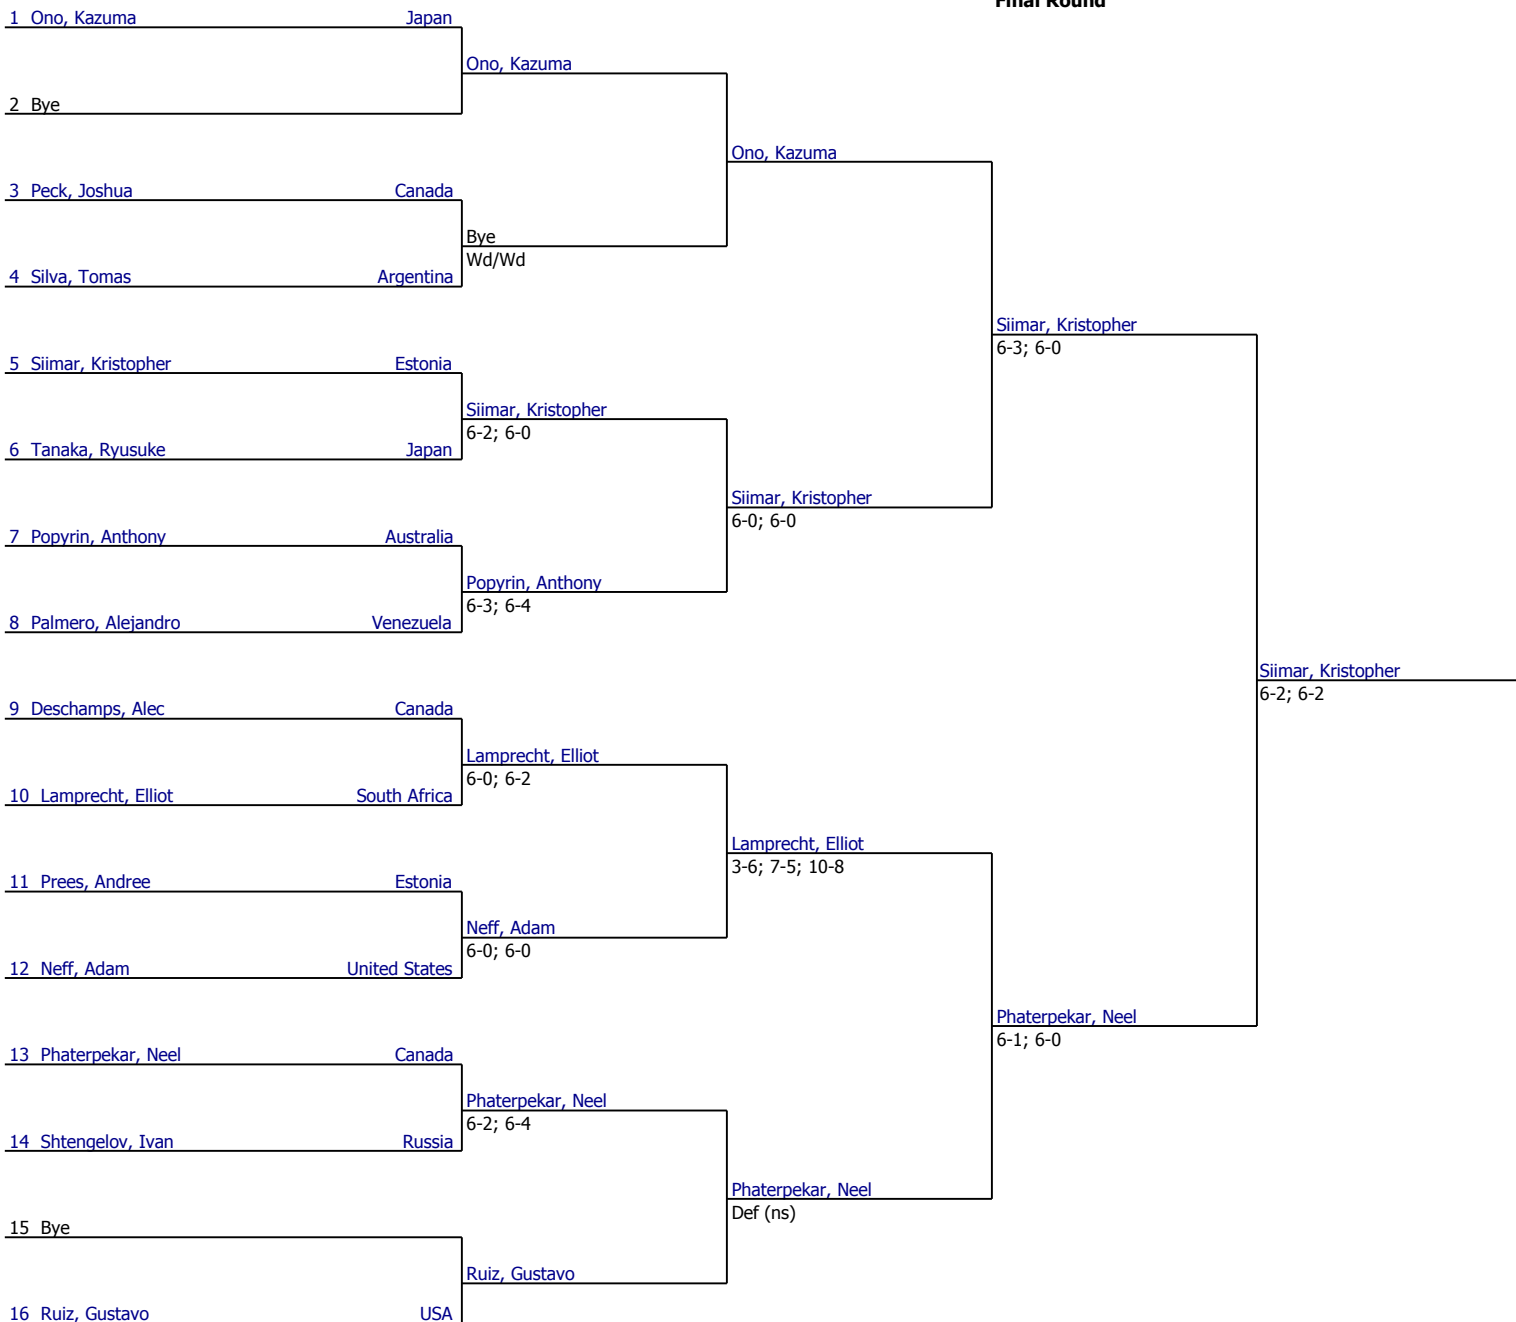 Final Round
1 Ono, Kazuma Japan
Ono, Kazuma
2 Bye
Ono, Kazuma
3 Peck, Joshua Canada
Bye
Wd/Wd
4 Silva, Tomas Argentina
Siimar, Kristopher
6-3; 6-0
5 Siimar, Kristopher Estonia
Siimar, Kristopher
6-2; 6-0
6 Tanaka, Ryusuke Japan
Siimar, Kristopher
6-0; 6-0
7 Popyrin, Anthony Australia
Popyrin, Anthony
6-3; 6-4
8 Palmero, Alejandro Venezuela
Siimar, Kristopher
6-2; 6-2
9 Deschamps, Alec Canada
Lamprecht, Elliot
6-0; 6-2
10 Lamprecht, Elliot South Africa
Lamprecht, Elliot
3-6; 7-5; 10-8
11 Prees, Andree Estonia
Neff, Adam
6-0; 6-0
12 Neff, Adam United States
Phaterpekar, Neel
6-1; 6-0
13 Phaterpekar, Neel Canada
Phaterpekar, Neel
6-2; 6-4
14 Shtengelov, Ivan Russia
Phaterpekar, Neel
Def (ns)
15 Bye
Ruiz, Gustavo
16 Ruiz, Gustavo USA